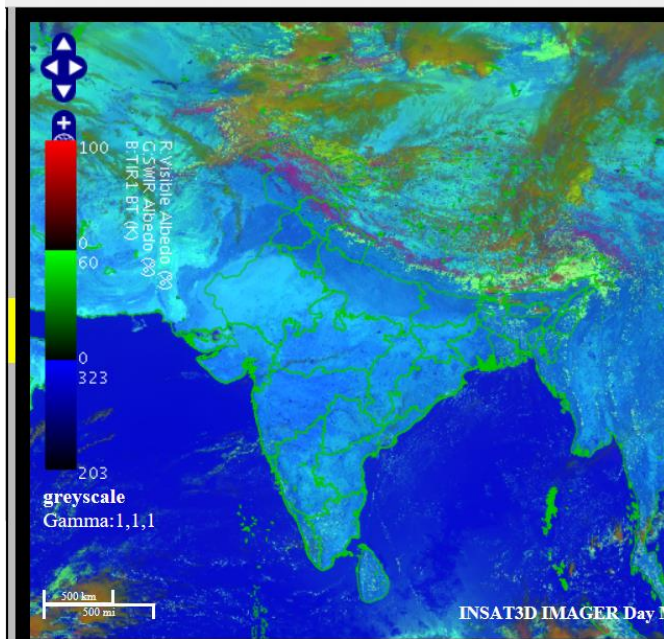 100
0
60
0
323
203
R:Visible Albedo (%)
G:SWIR Albedo (%)
B:TIR1 BT (K)
greyscale
Gamma:1,1,1
500 km
500 mi
INSAT3D IMAGER Day